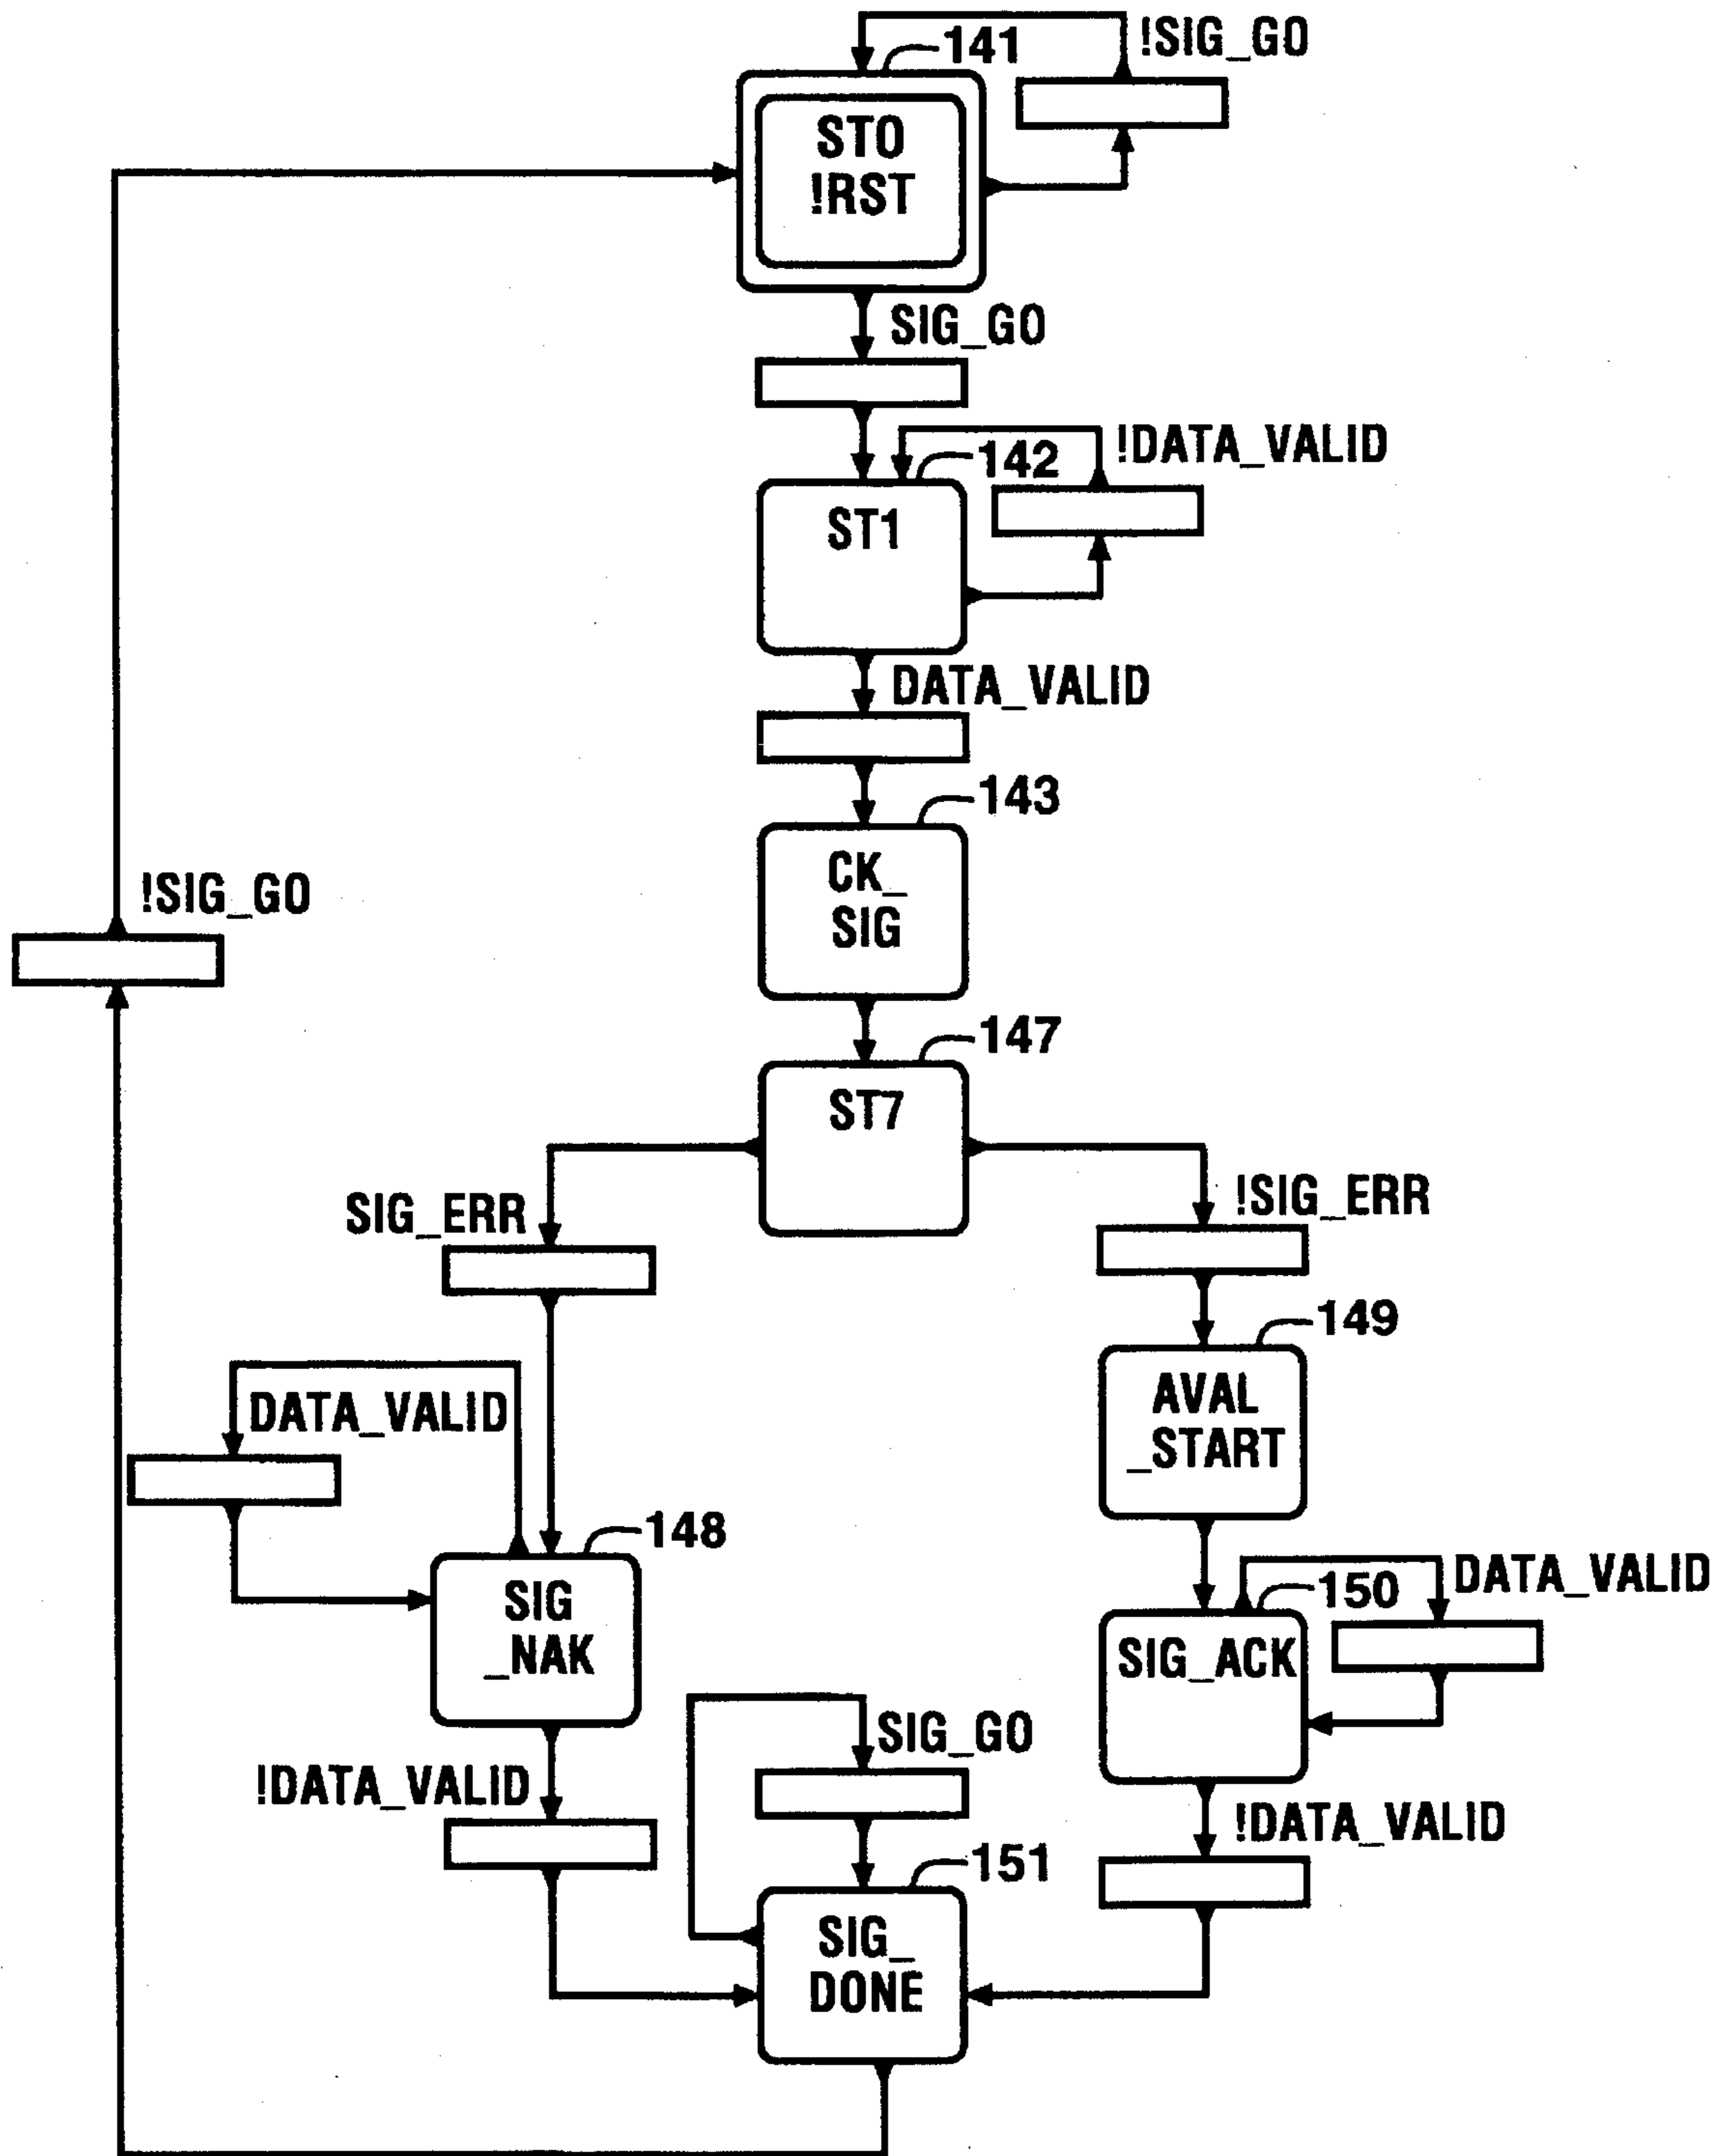 141
!SIG_GO
ST0
!RST
SIG_GO
!DATA_VALID
142
ST1
DATA_VALID
143
CK_
SIG
!SIG_GO
147
ST7
SIG_ERR
!SIG_ERR
149
AVAL
_START
DATA_VALID
148
SIG
_NAK
150
DATA_VALID
SIG_ACK
SIG_GO
!DATA_VALID
!DATA_VALID
151
SIG_
DONE